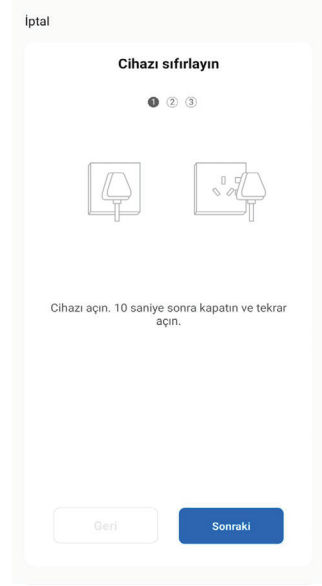 İptal
Cihazı sıfırlayın
1 2 3
Cihazı açın. 10 saniye sonra kapatın ve tekrar
açın.
Geri
Sonraki